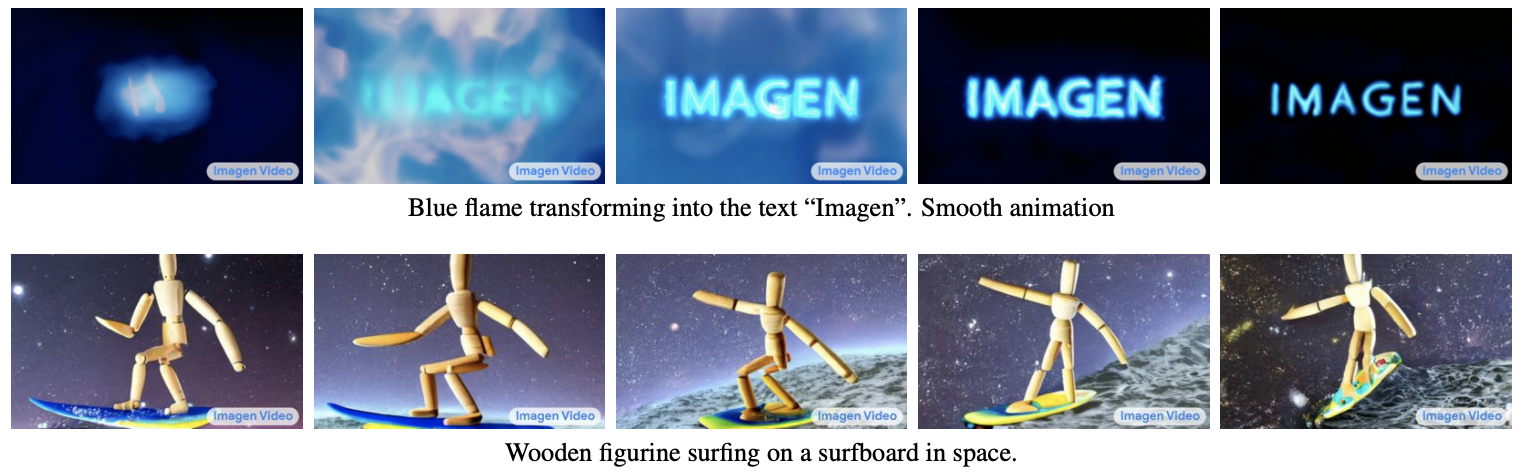 IMAGEN IMAGEN IMAGEN IMAGEN
Imagen Video Imagen Video Imagen Video Imagen Video Imagen Video
Blue flame transforming into the text “Imagen”. Smooth animation
Imagen Video Imagen Video Imagen Video Imagen Video Imagen Video
Wooden figurine surfing on a surfboard in space.